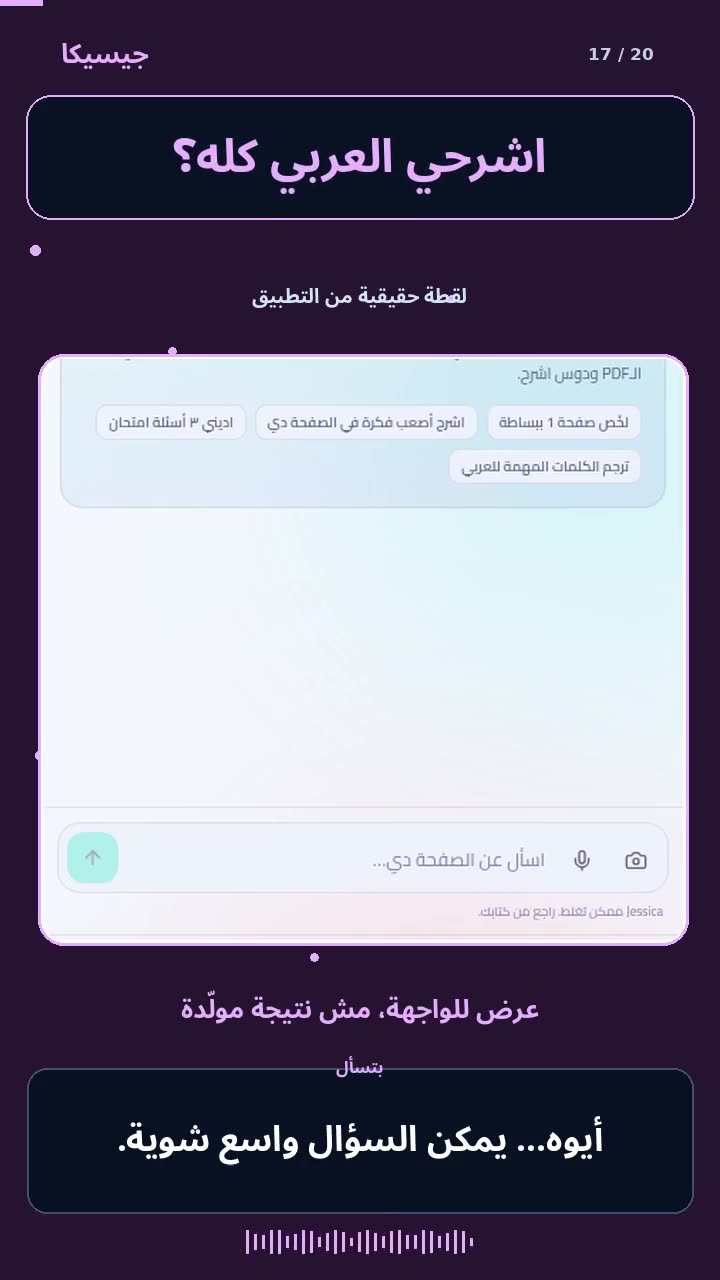 جيسيكا
17 / 20
اشرحي العربي كله؟
لقطة حقيقية من التطبيق
الـPDF ودوس اشرح.
لخّص صفحة 1 ببساطة
اشرح أصعب فكرة في الصفحة دي
اديني ٣ أسئلة امتحان
ترجم الكلمات المهمة للعربي
اسأل عن الصفحة دي...
Jessica ممكن تغلط. راجع من كتابك.
عرض للواجهة، مش نتيجة مولّدة
بتسأل
أيوه... يمكن السؤال واسع شوية.